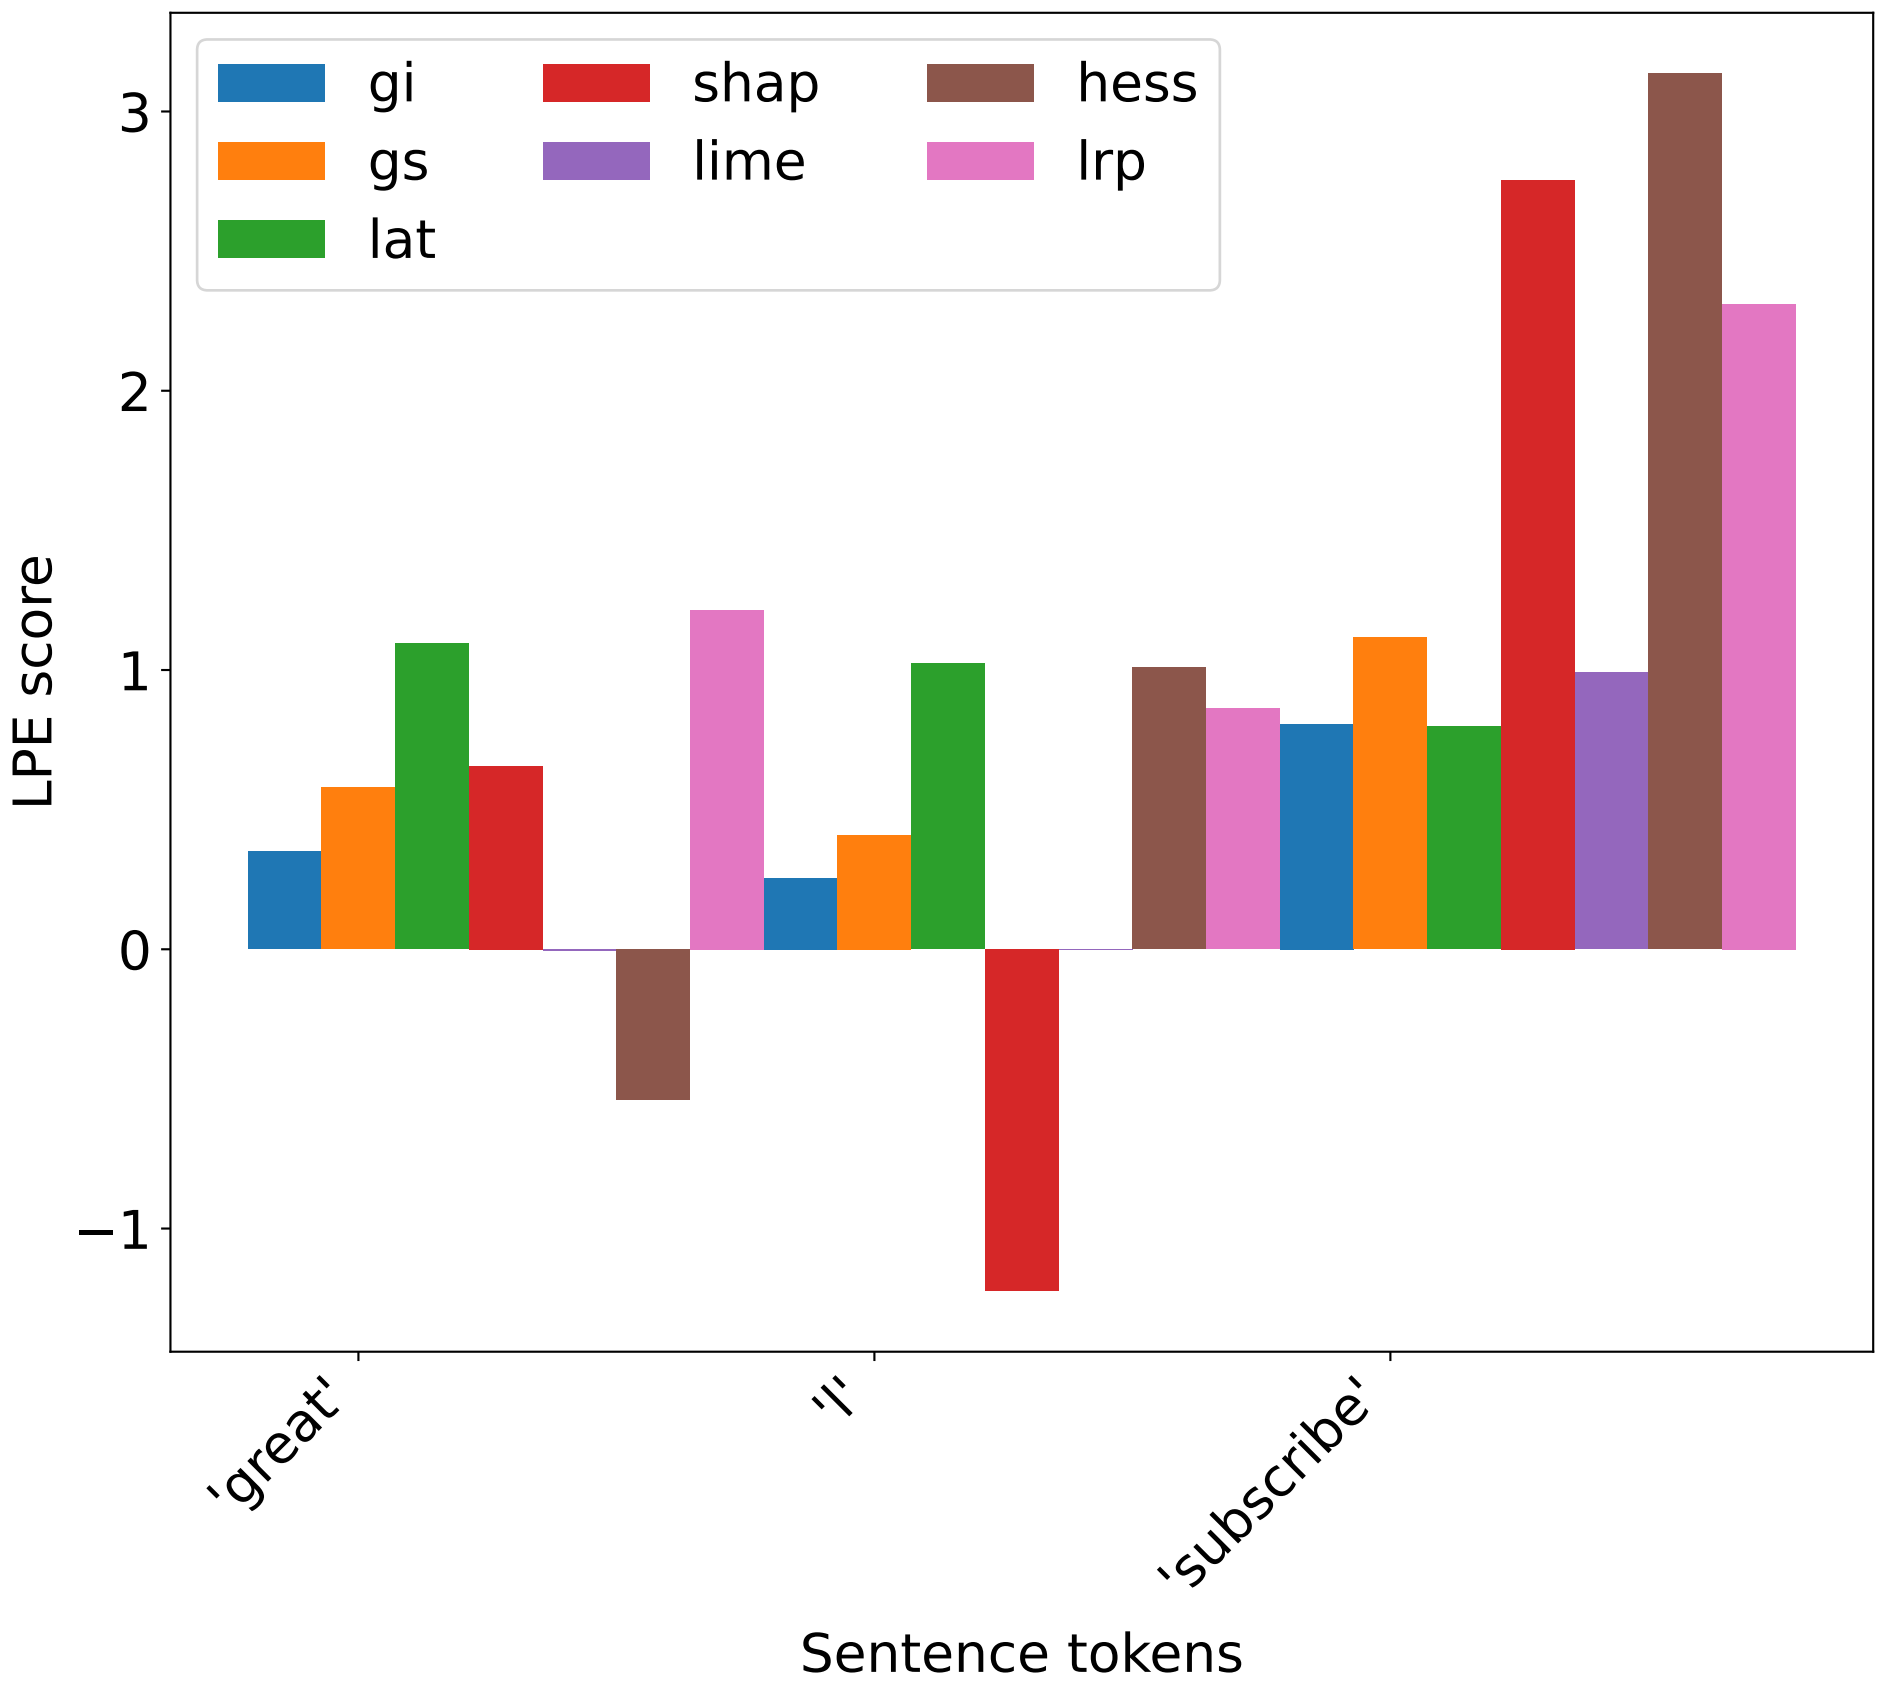 gi
gs
lat
shap
lime
hess
lrp
3
2
1
0
−1
LPE score
'great'
'I'
'subscribe'
Sentence tokens